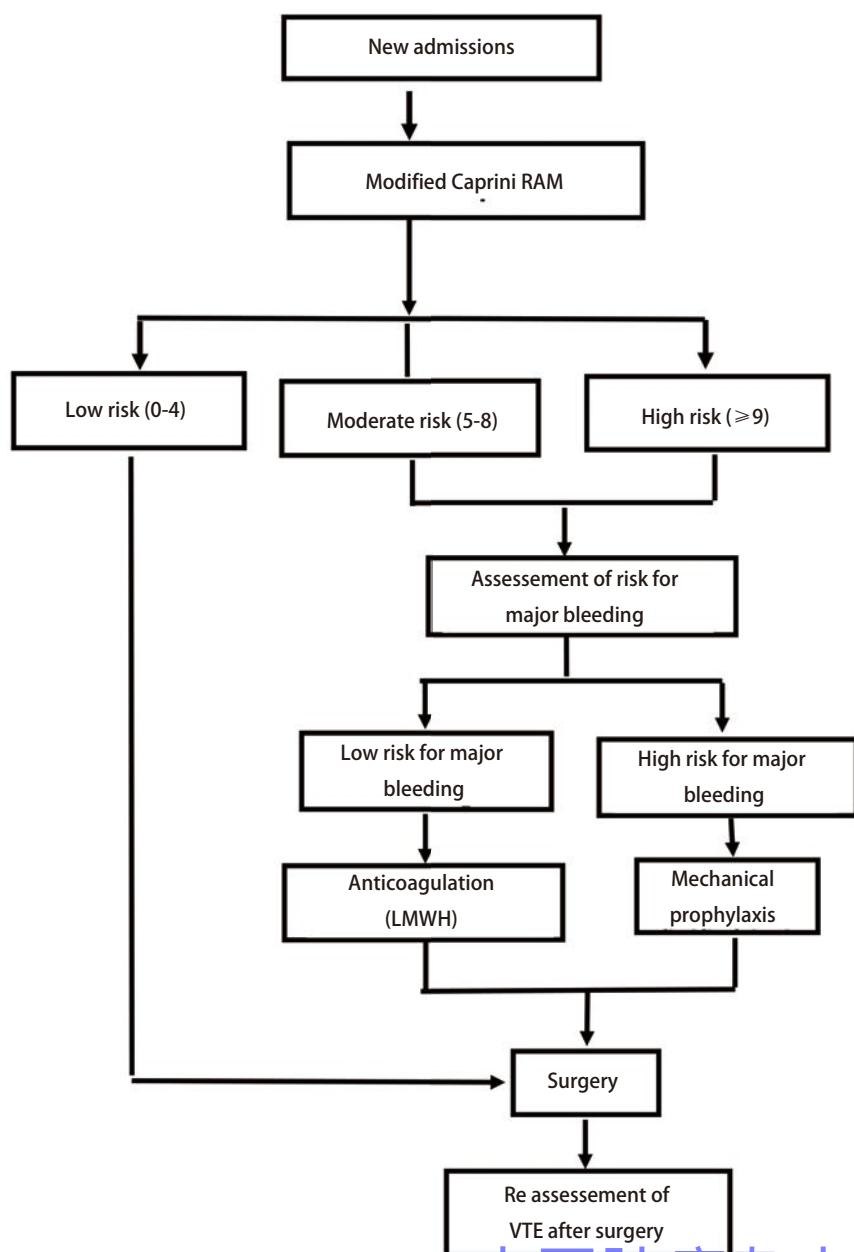 New admissions
Modified Caprini RAM
Low risk (0-4)
Moderate risk (5-8)
High risk (≥9)
Assessement of risk for
major bleeding
Low risk for major
bleeding
High risk for major
bleeding
Anticoagulation
(LMWH)
Mechanical
prophylaxis
Surgery
Re assessement of
VTE after surgery